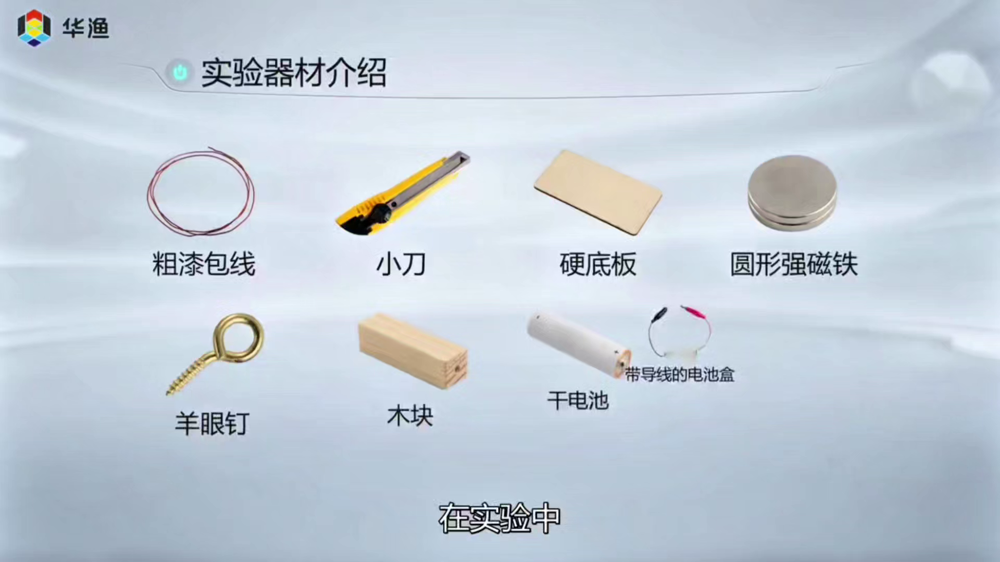 华渔
实验器材介绍
粗漆包线
小刀
硬底板
圆形强磁铁
羊眼钉
木块
干电池
带导线的电池盒
在实验中